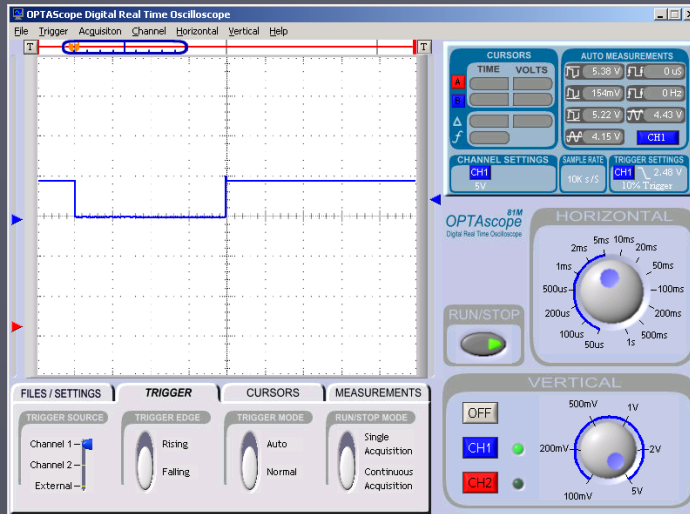 OPTAScope Digital Real Time Oscilloscope
File Trigger Acquisiton Channel Horizontal Vertical Help
T T
CURSORS
TIME VOLTS
A
B
Δ
f
AUTO MEASUREMENTS
5.38 V 0 uS
154mV 0 Hz
5.22 V 4.43 V
4.15 V CH1
CHANNEL SETTINGS
CH1
5V
SAMPLE RATE
10K s/S
TRIGGER SETTINGS
CH1 2.48 V
10% Trigger
OPTAscope 81M
Digital Real Time Oscilloscope
HORIZONTAL
50us
100us
200us
500us
1ms
2ms
5ms
10ms
20ms
50ms
100ms
200ms
500ms
1s
RUN/STOP
VERTICAL
OFF
CH1
CH2
100mV
200mV
500mV
1V
2V
5V
FILES / SETTINGS TRIGGER CURSORS MEASUREMENTS
TRIGGER SOURCE
Channel 1
Channel 2
External
TRIGGER EDGE
Rising
Falling
TRIGGER MODE
Auto
Normal
RUN/STOP MODE
Single
Acquisition
Continuous
Acquisition